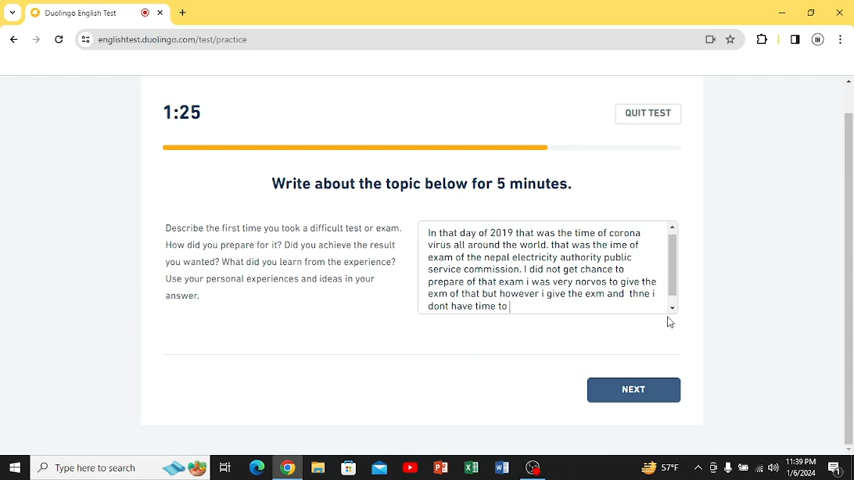 Duolingo English Test
englishtest.duolingo.com/test/practice
IN
1:25
QUIT TEST
Write about the topic below for 5 minutes.
Describe the first time you took a difficult test or exam.
How did you prepare for it? Did you achieve the result
you wanted? What did you learn from the experience?
Use your personal experiences and ideas in your
answer.
In that day of 2019 that was the time of corona
virus all around the world. that was the ime of
exam of the nepal electricity authority public
service commission. I did not get chance to
prepare of that exam i was very norvos to give the
exm of that but however i give the exm and  thne i
dont have time to
NEXT
Type here to search
57°F
11:39 PM
1/6/2024
1